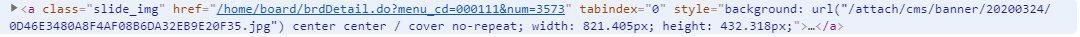 ▶<a class="slide_img" href="/home/board/brdDetail.do?menu_cd=000111&num=3573" tabindex="0" style="background: url("/attach/cms/banner/20200324/
0D46E3480A8F4AF08B6DA32EB9E20F35.jpg") center center / cover no-repeat; width: 821.405px; height: 432.318px;">…</a>